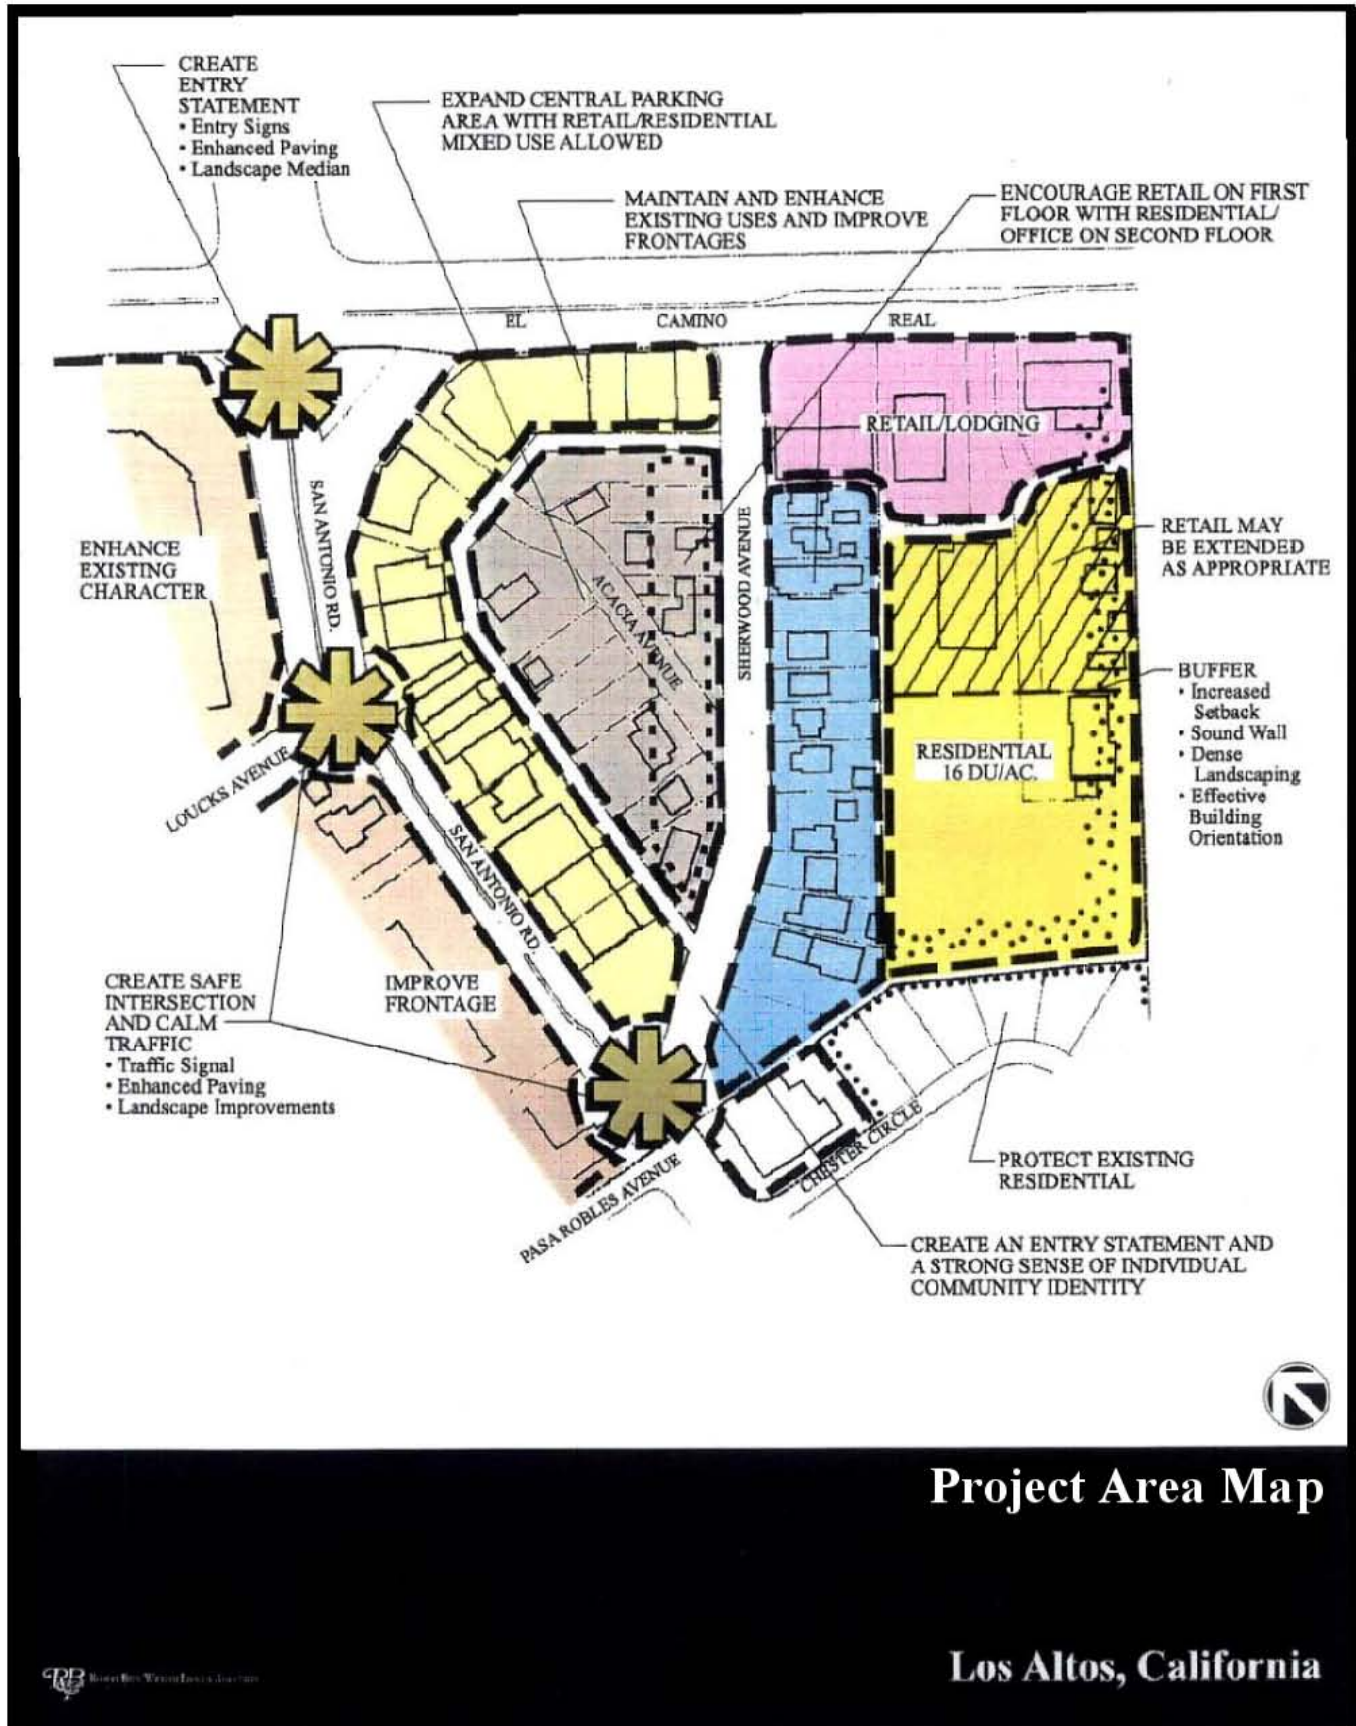 CREATE
ENTRY
STATEMENT
• Entry Signs
• Enhanced Paving
• Landscape Median
EXPAND CENTRAL PARKING
AREA WITH RETAIL/RESIDENTIAL
MIXED USE ALLOWED
MAINTAIN AND ENHANCE
EXISTING USES AND IMPROVE
FRONTAGES
ENCOURAGE RETAIL ON FIRST
FLOOR WITH RESIDENTIAL/
OFFICE ON SECOND FLOOR
EL CAMINO REAL
RETAIL/LODGING
SAN ANTONIO RD.
ENHANCE
EXISTING
CHARACTER
ACACIA AVENUE
SHERWOOD AVENUE
RETAIL MAY
BE EXTENDED
AS APPROPRIATE
BUFFER
• Increased
Setback
• Sound Wall
• Dense
Landscaping
• Effective
Building
Orientation
RESIDENTIAL
16 DU/AC.
LOUCKS AVENUE
SAN ANTONIO RD.
CREATE SAFE
INTERSECTION
AND CALM
TRAFFIC
• Traffic Signal
• Enhanced Paving
• Landscape Improvements
IMPROVE
FRONTAGE
CHESTER CIRCLE
PASA ROBLES AVENUE
PROTECT EXISTING
RESIDENTIAL
CREATE AN ENTRY STATEMENT AND
A STRONG SENSE OF INDIVIDUAL
COMMUNITY IDENTITY
Project Area Map
Los Altos, California